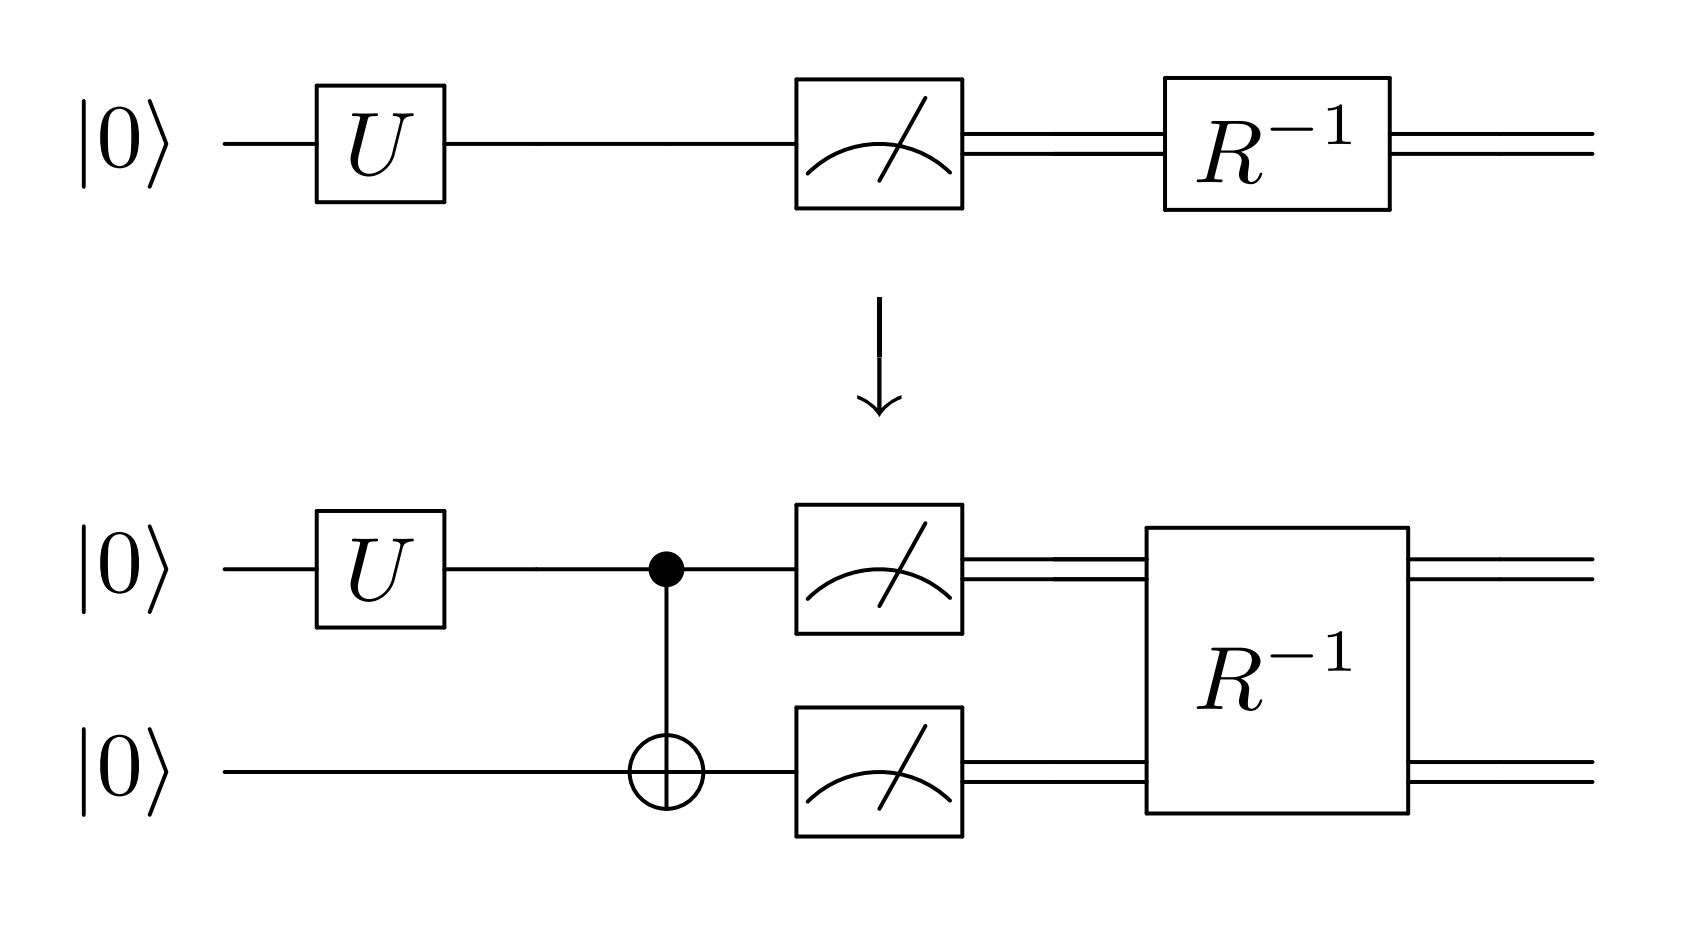 |0⟩ U R⁻¹
|0⟩ U
R⁻¹
|0⟩